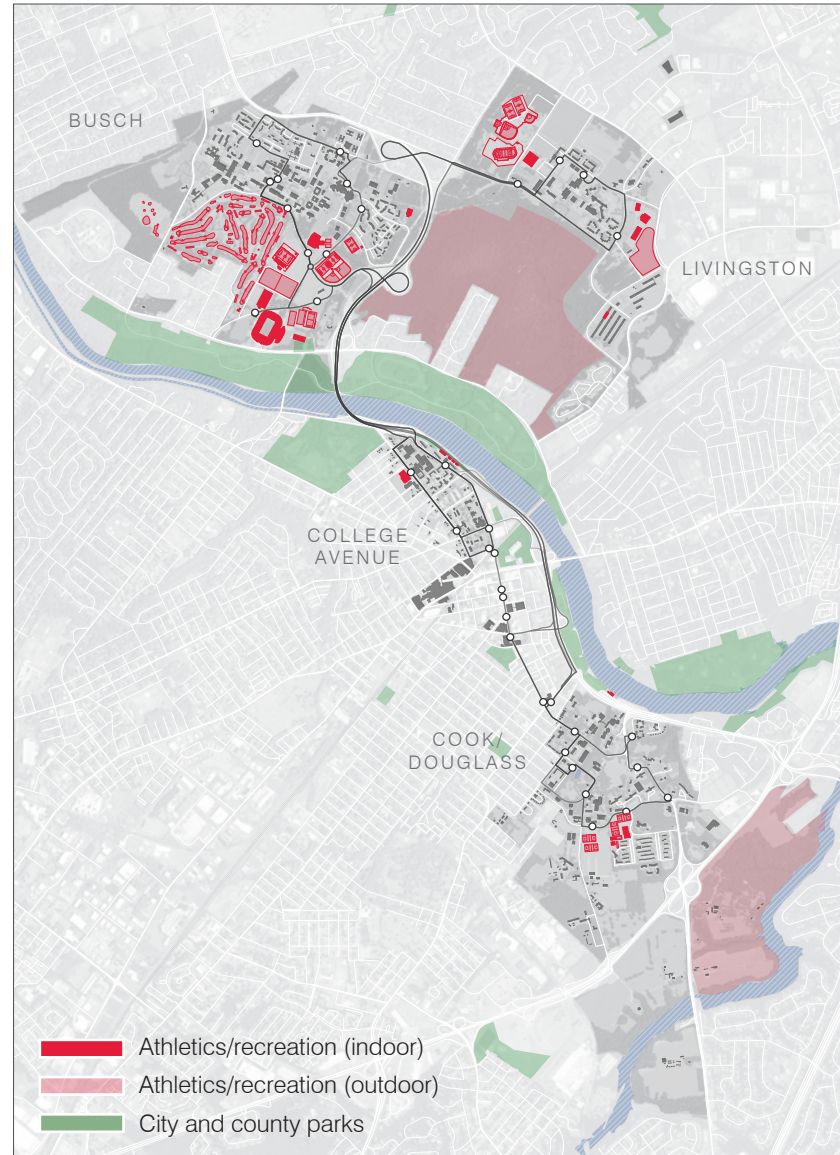 BUSCH
LIVINGSTON
COLLEGE
AVENUE
COOK/
DOUGLASS
Athletics/recreation (indoor)
Athletics/recreation (outdoor)
City and county parks